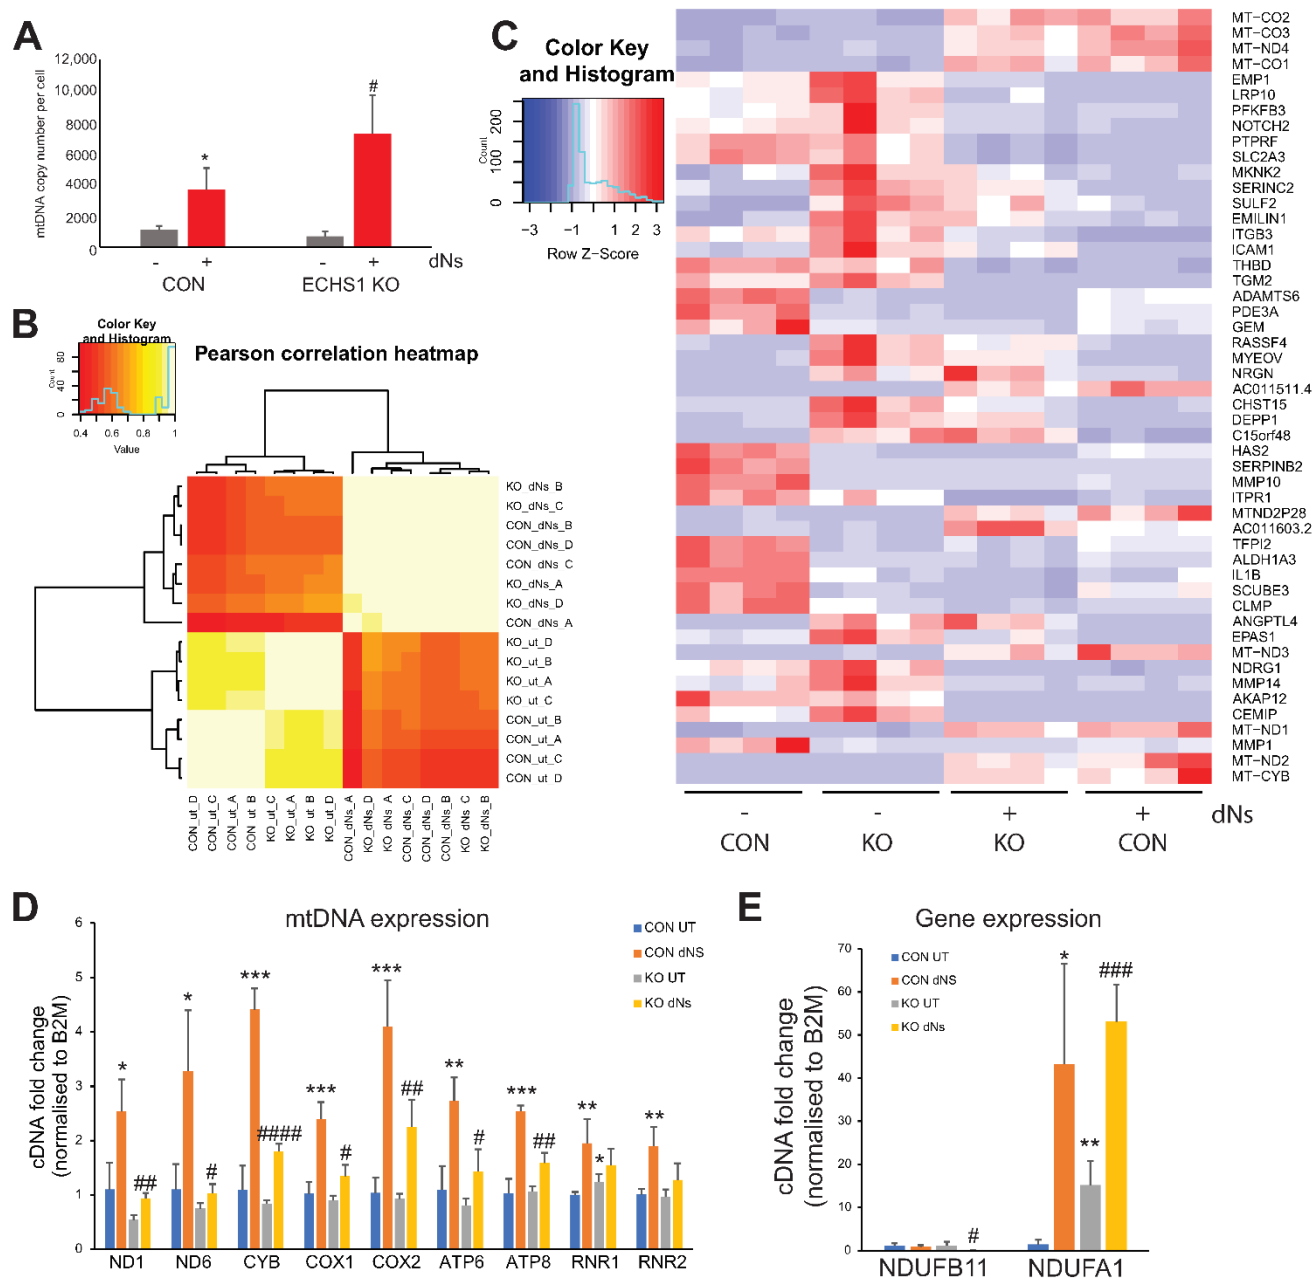 A
12,000
10,000
8000
6000
4000
2000
0
mtDNA copy number per cell
*
#
- + - + dNs
CON ECHS1 KO
B
Color Key
and Histogram
Count
0 40 80
0.4 0.6 0.8 1
Value
Pearson correlation heatmap
KO_dNs_B
KO_dNs_C
CON_dNs_B
CON_dNs_D
CON_dNs_C
KO_dNs_A
KO_dNs_D
CON_dNs_A
KO_ut_D
KO_ut_B
KO_ut_A
KO_ut_C
CON_ut_B
CON_ut_A
CON_ut_C
CON_ut_D
CON_ut_D
CON_ut_C
CON_ut_A
CON_ut_B
KO_ut_C
KO_ut_A
KO_ut_B
KO_ut_D
CON_dNs_A
KO_dNs_D
KO_dNs_A
CON_dNs_C
CON_dNs_D
CON_dNs_B
KO_dNs_C
KO_dNs_B
C
Color Key
and Histogram
Count
0 100 200
−3 −1 0 1 2 3
Row Z−Score
MT−CO2
MT−CO3
MT−ND4
MT−CO1
EMP1
LRP10
PFKFB3
NOTCH2
PTPRF
SLC2A3
MKNK2
SERINC2
SULF2
EMILIN1
ITGB3
ICAM1
THBD
TGM2
ADAMTS6
PDE3A
GEM
RASSF4
MYEOV
NRGN
AC011511.4
CHST15
DEPP1
C15orf48
HAS2
SERPINB2
MMP10
ITPR1
MTND2P28
AC011603.2
TFPI2
ALDH1A3
IL1B
SCUBE3
CLMP
ANGPTL4
EPAS1
MT−ND3
NDRG1
MMP14
AKAP12
CEMIP
MT−ND1
MMP1
MT−ND2
MT−CYB
- - + + dNs
CON KO KO CON
D
mtDNA expression
6
5
4
3
2
1
0
cDNA fold change
(normalised to B2M)
CON UT
CON dNS
KO UT
KO dNs
* ## * # *** #### *** # *** ## ** # *** ## ** * **
ND1 ND6 CYB COX1 COX2 ATP6 ATP8 RNR1 RNR2
E
Gene expression
70
60
50
40
30
20
10
0
cDNA fold change
(normalised to B2M)
CON UT
CON dNS
KO UT
KO dNs
# * ** ###
NDUFB11 NDUFA1